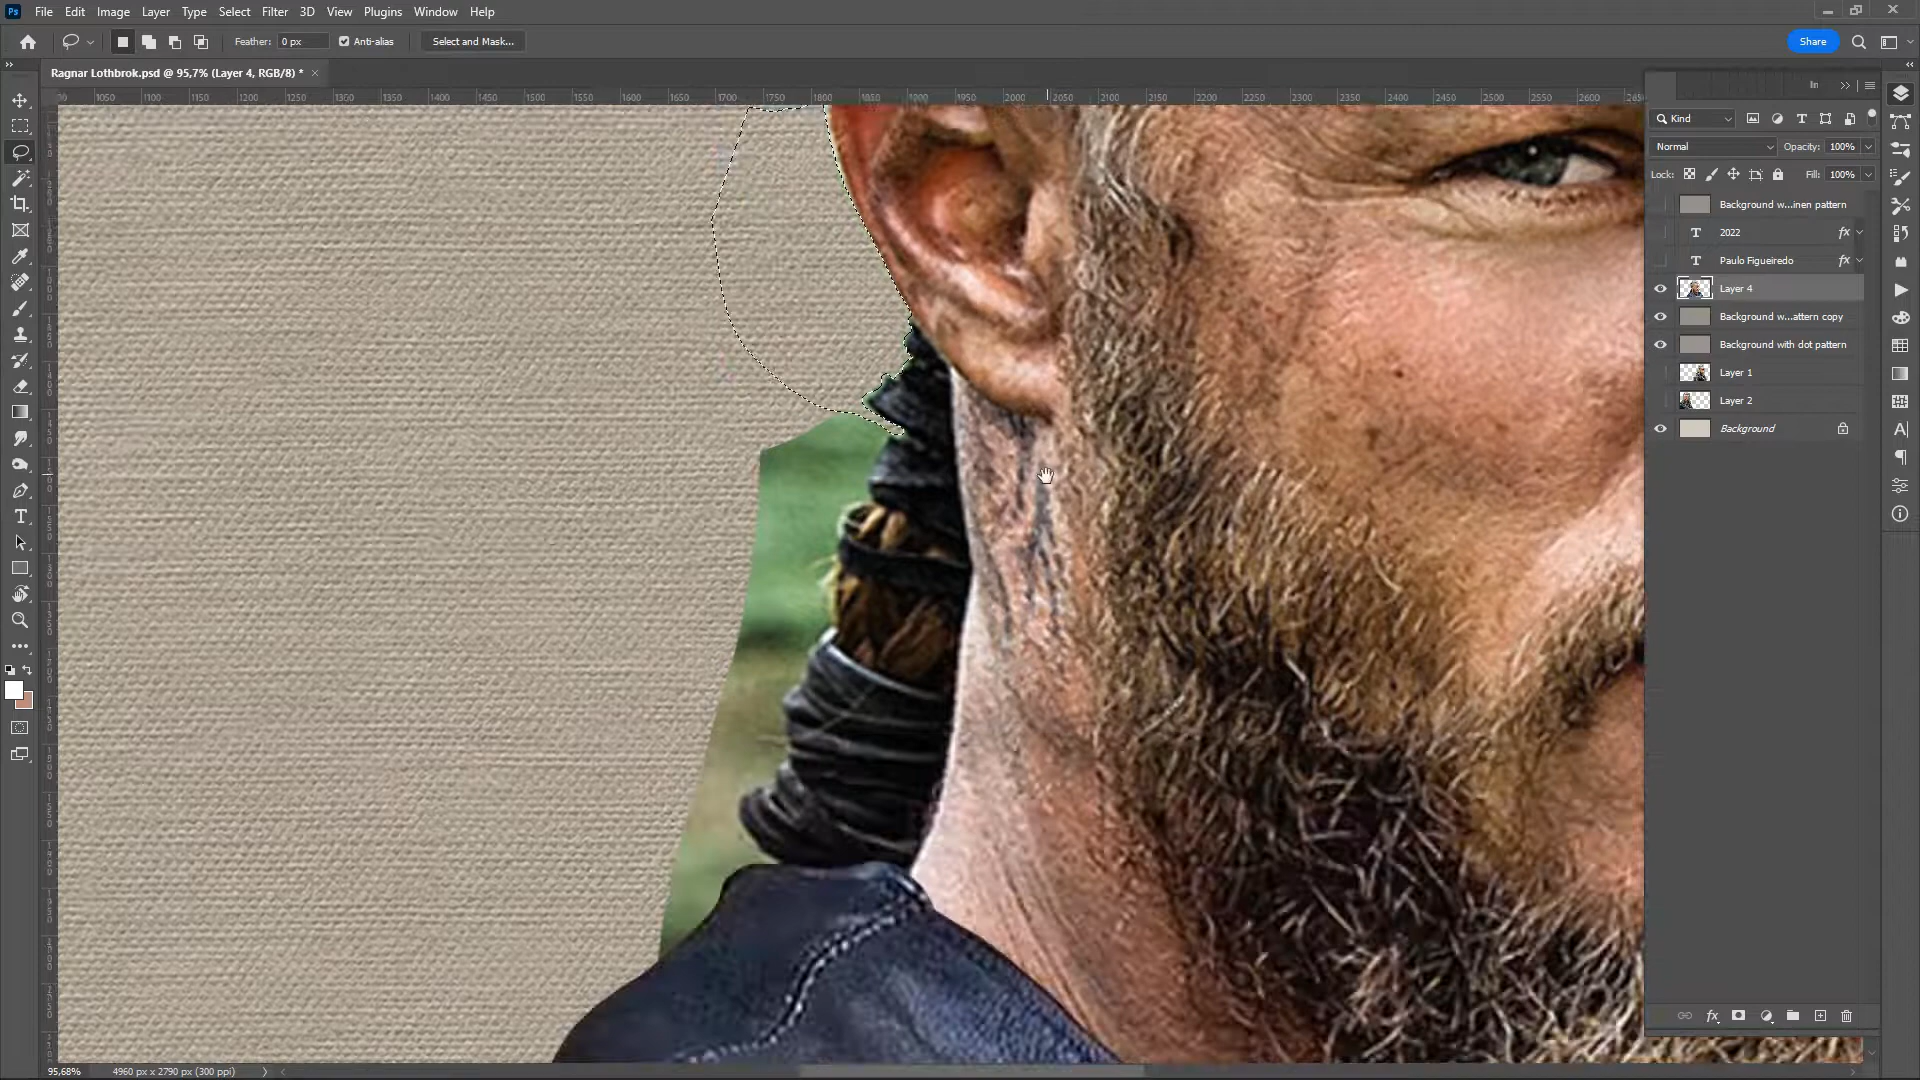 Ps File Edit Image Layer Type Select Filter 3D View Plugins Window Help
Feather: 0 px Anti-alias Select and Mask... Share
Ragnar Lothbrok.psd @ 95,7% (Layer 4, RGB/8) * ×
1050 1100 1150 1200 1250 1300 1350 1400 1450 1500 1550 1600 1650 1700 1750 1800 1850 1900 1950 2000 2050 2100 2150 2200 2250 2300 2350 2400 2450 2500 2550 2600
Kind
Normal Opacity: 100%
Lock: Fill: 100%
Background w...inen pattern
T 2022 fx
T Paulo Figueiredo fx
Layer 4
Background w...attern copy
Background with dot pattern
Layer 1
Layer 2
Background
95,68% 4960 px x 2790 px (300 ppi)